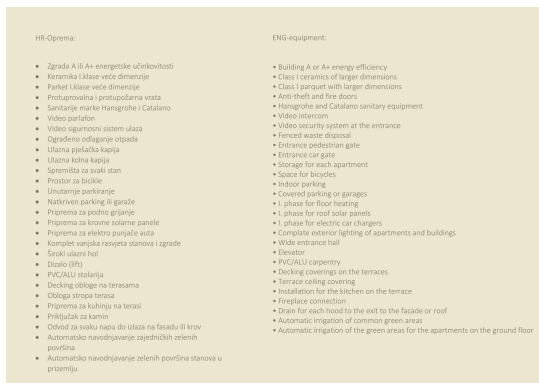 HR-Oprema:
● Zgrada A ili A+ energetske učinkovitosti
● Keramika I.klase veće dimenzije
● Parket I.klase veće dimenzije
● Protuprovalna i protupožarna vrata
● Sanitarije marke Hansgrohe i Catalano
● Video parlafon
● Video sigurnosni sistem ulaza
● Ograđeno odlaganje otpada
● Ulazna pješačka kapija
● Ulazna kolna kapija
● Spremišta za svaki stan
● Prostor za bicikle
● Unutarnje parkiranje
● Natkriven parking ili garaže
● Priprema za podno grijanje
● Priprema za krovne solarne panele
● Priprema za elektro punjače auta
● Komplet vanjska rasvjeta stanova i zgrade
● Široki ulazni hol
● Dizalo (lift)
● PVC/ALU stolarija
● Decking obloge na terasama
● Obloga stropa terasa
● Priprema za kuhinju na terasi
● Priključak za kamin
● Odvod za svaku napu do izlaza na fasadu ili krov
● Automatsko navodnjavanje zajedničkih zelenih
površina
● Automatsko navodnjavanje zelenih površina stanova u
prizemlju
ENG-equipment:
• Building A or A+ energy efficiency
• Class I ceramics of larger dimensions
• Class I parquet with larger dimensions
• Anti-theft and fire doors
• Hansgrohe and Catalano sanitary equipment
• Video intercom
• Video security system at the entrance
• Fenced waste disposal
• Entrance pedestrian gate
• Entrance car gate
• Storage for each apartment
• Space for bicycles
• Indoor parking
• Covered parking or garages
• I. phase for floor heating
• I. phase for roof solar panels
• I. phase for electric car chargers
• Complate exterior lighting of apartments and buildings
• Wide entrance hall
• Elevator
• PVC/ALU carpentry
• Decking coverings on the terraces
• Terrace ceiling covering
• Installation for the kitchen on the terrace
• Fireplace connection
• Drain for each hood to the exit to the facade or roof
• Automatic irrigation of common green areas
• Automatic irrigation of the green areas for the apartments on the ground floor